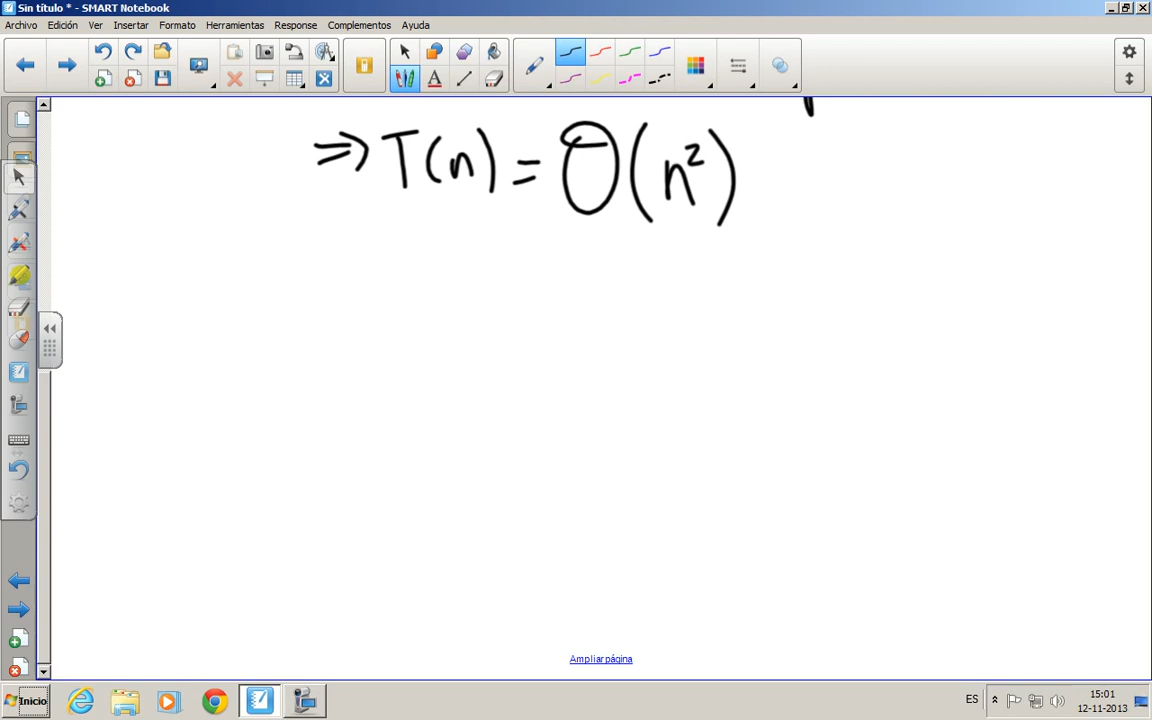 Sin título * - SMART Notebook
Archivo Edición Ver Insertar Formato Herramientas Response Complementos Ayuda
⇒ T(n) = O(n²)
Ampliar página
Inicio
ES
15:01
12-11-2013